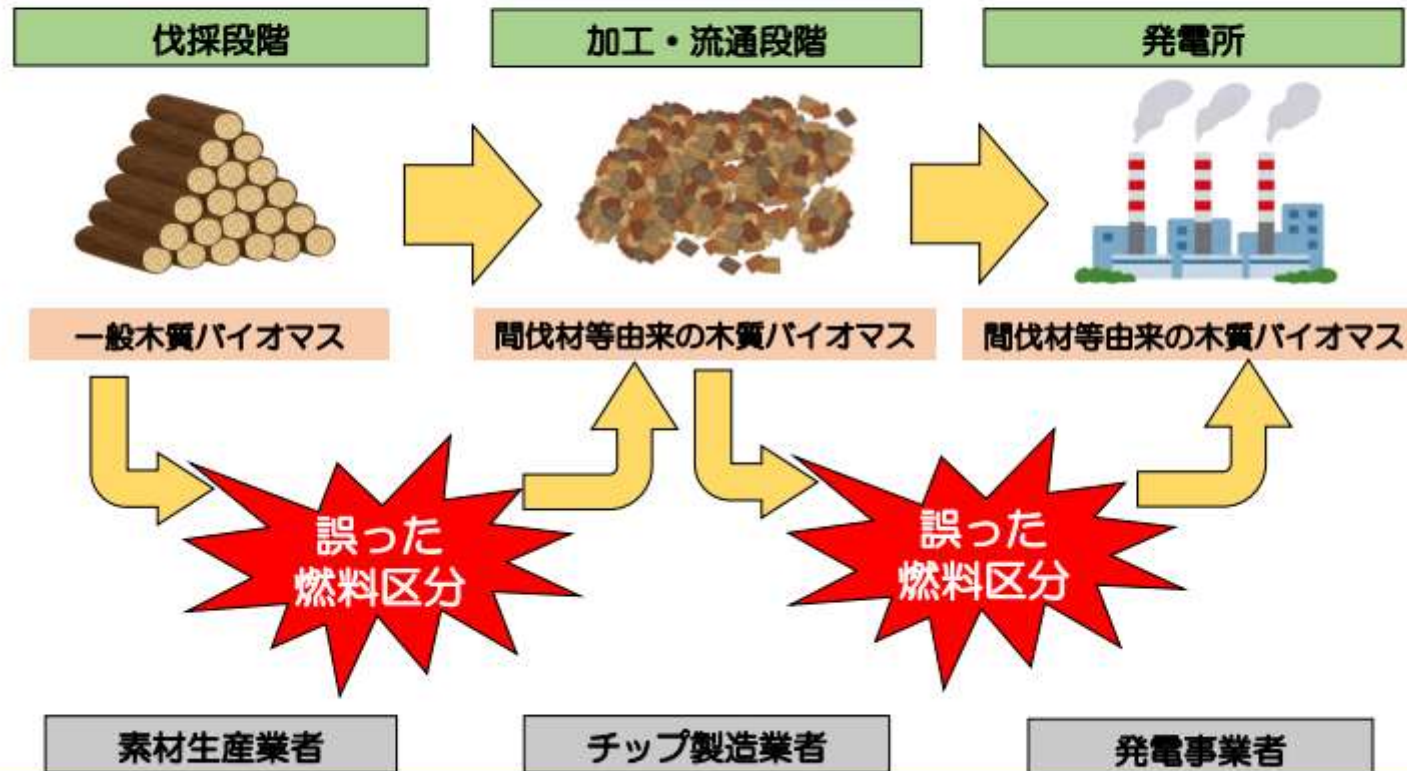 伐採段階
加工・流通段階
発電所
一般木質バイオマス
間伐材等由来の木質バイオマス
間伐材等由来の木質バイオマス
誤った
燃料区分
誤った
燃料区分
素材生産業者
チップ製造業者
発電事業者